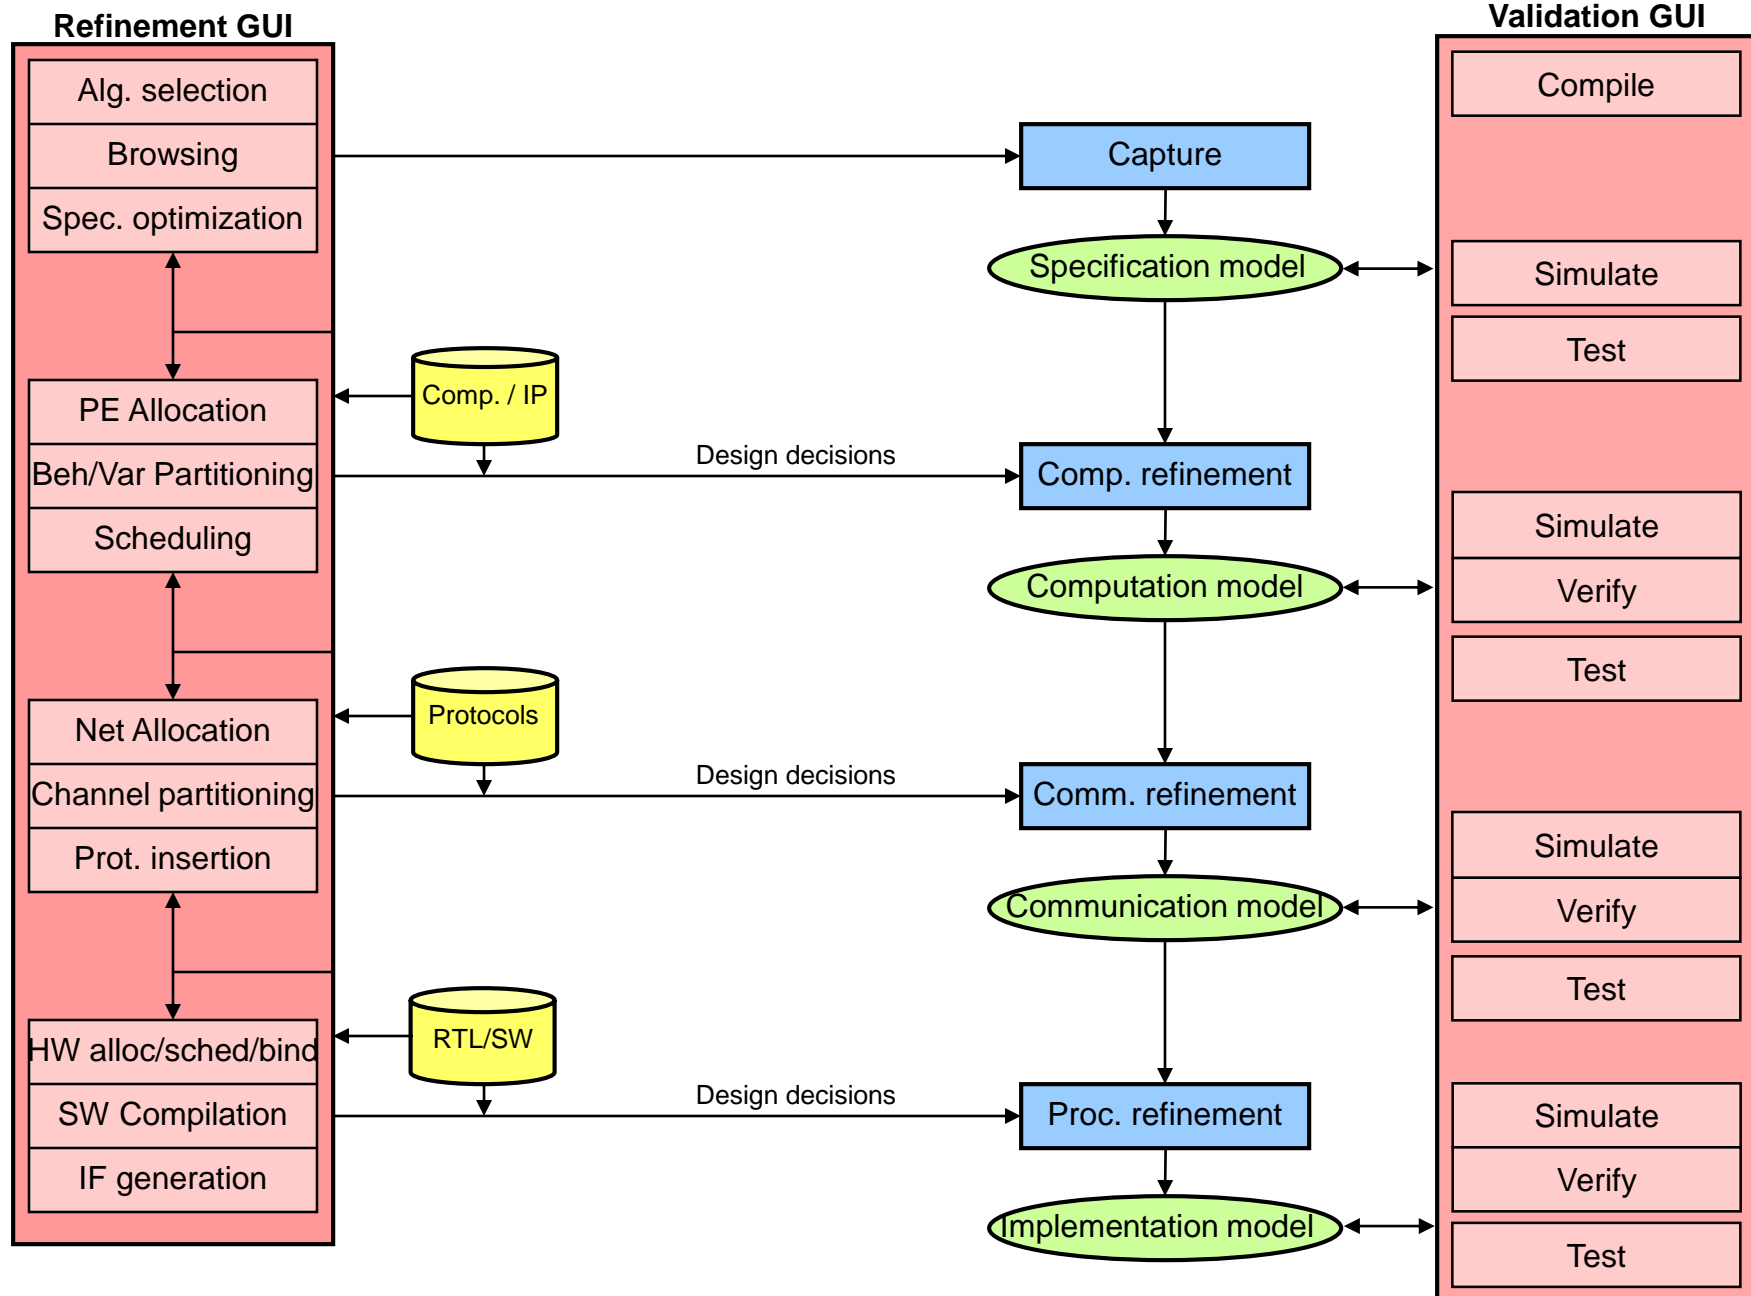 Refinement GUI
Alg. selection
Browsing
Spec. optimization
PE Allocation
Beh/Var Partitioning
Scheduling
Net Allocation
Channel partitioning
Prot. insertion
HW alloc/sched/bind
SW Compilation
IF generation
Comp. / IP
Design decisions
Protocols
Design decisions
RTL/SW
Design decisions
Capture
Specification model
Comp. refinement
Computation model
Comm. refinement
Communication model
Proc. refinement
Implementation model
Validation GUI
Compile
Simulate
Test
Simulate
Verify
Test
Simulate
Verify
Test
Simulate
Verify
Test